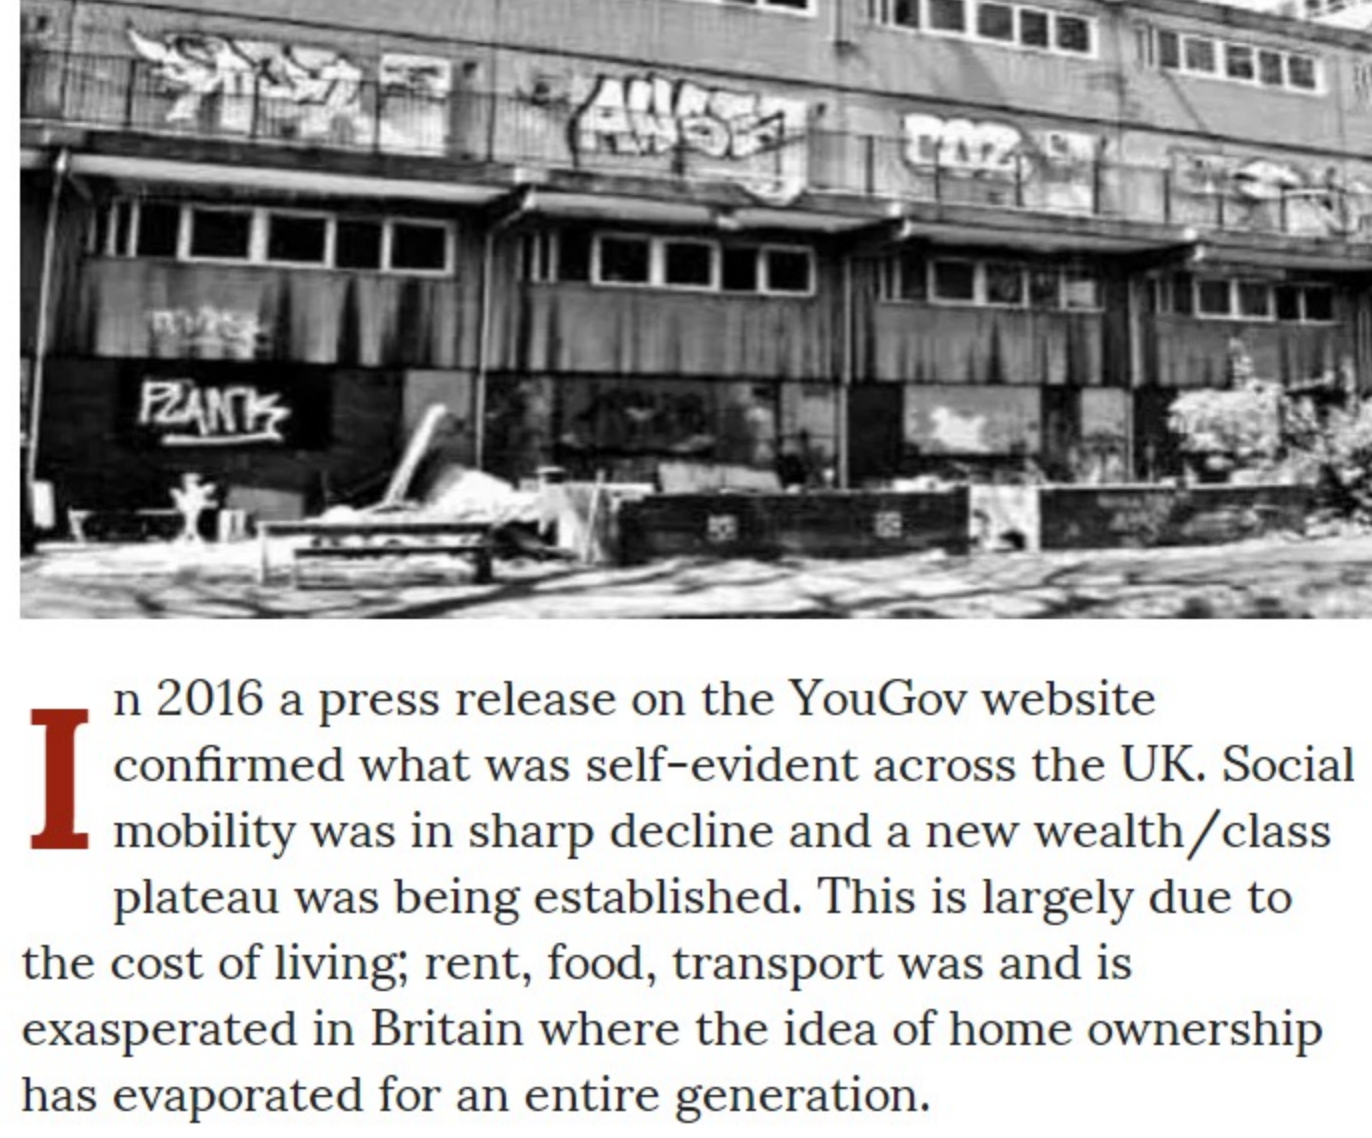 PLANK
In 2016 a press release on the YouGov website
confirmed what was self-evident across the UK. Social
mobility was in sharp decline and a new wealth/class
plateau was being established. This is largely due to
the cost of living; rent, food, transport was and is
exasperated in Britain where the idea of home ownership
has evaporated for an entire generation.